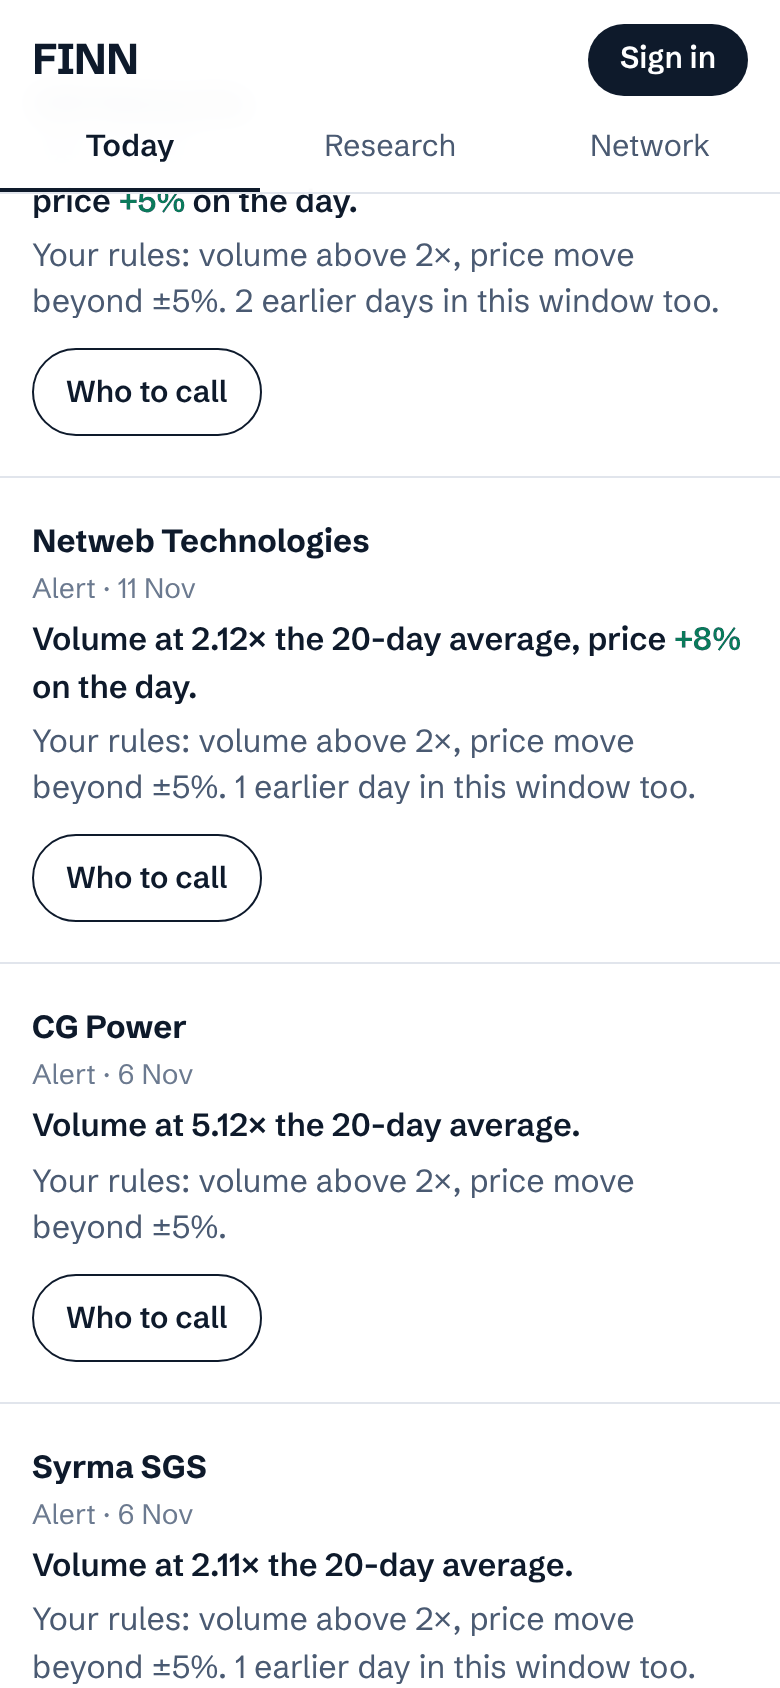 FINN
Sign in
Today
Research
Network
price +5% on the day.
Your rules: volume above 2×, price move
beyond ±5%. 2 earlier days in this window too.
Who to call
Netweb Technologies
Alert · 11 Nov
Volume at 2.12× the 20-day average, price +8%
on the day.
Your rules: volume above 2×, price move
beyond ±5%. 1 earlier day in this window too.
Who to call
CG Power
Alert · 6 Nov
Volume at 5.12× the 20-day average.
Your rules: volume above 2×, price move
beyond ±5%.
Who to call
Syrma SGS
Alert · 6 Nov
Volume at 2.11× the 20-day average.
Your rules: volume above 2×, price move
beyond ±5%. 1 earlier day in this window too.